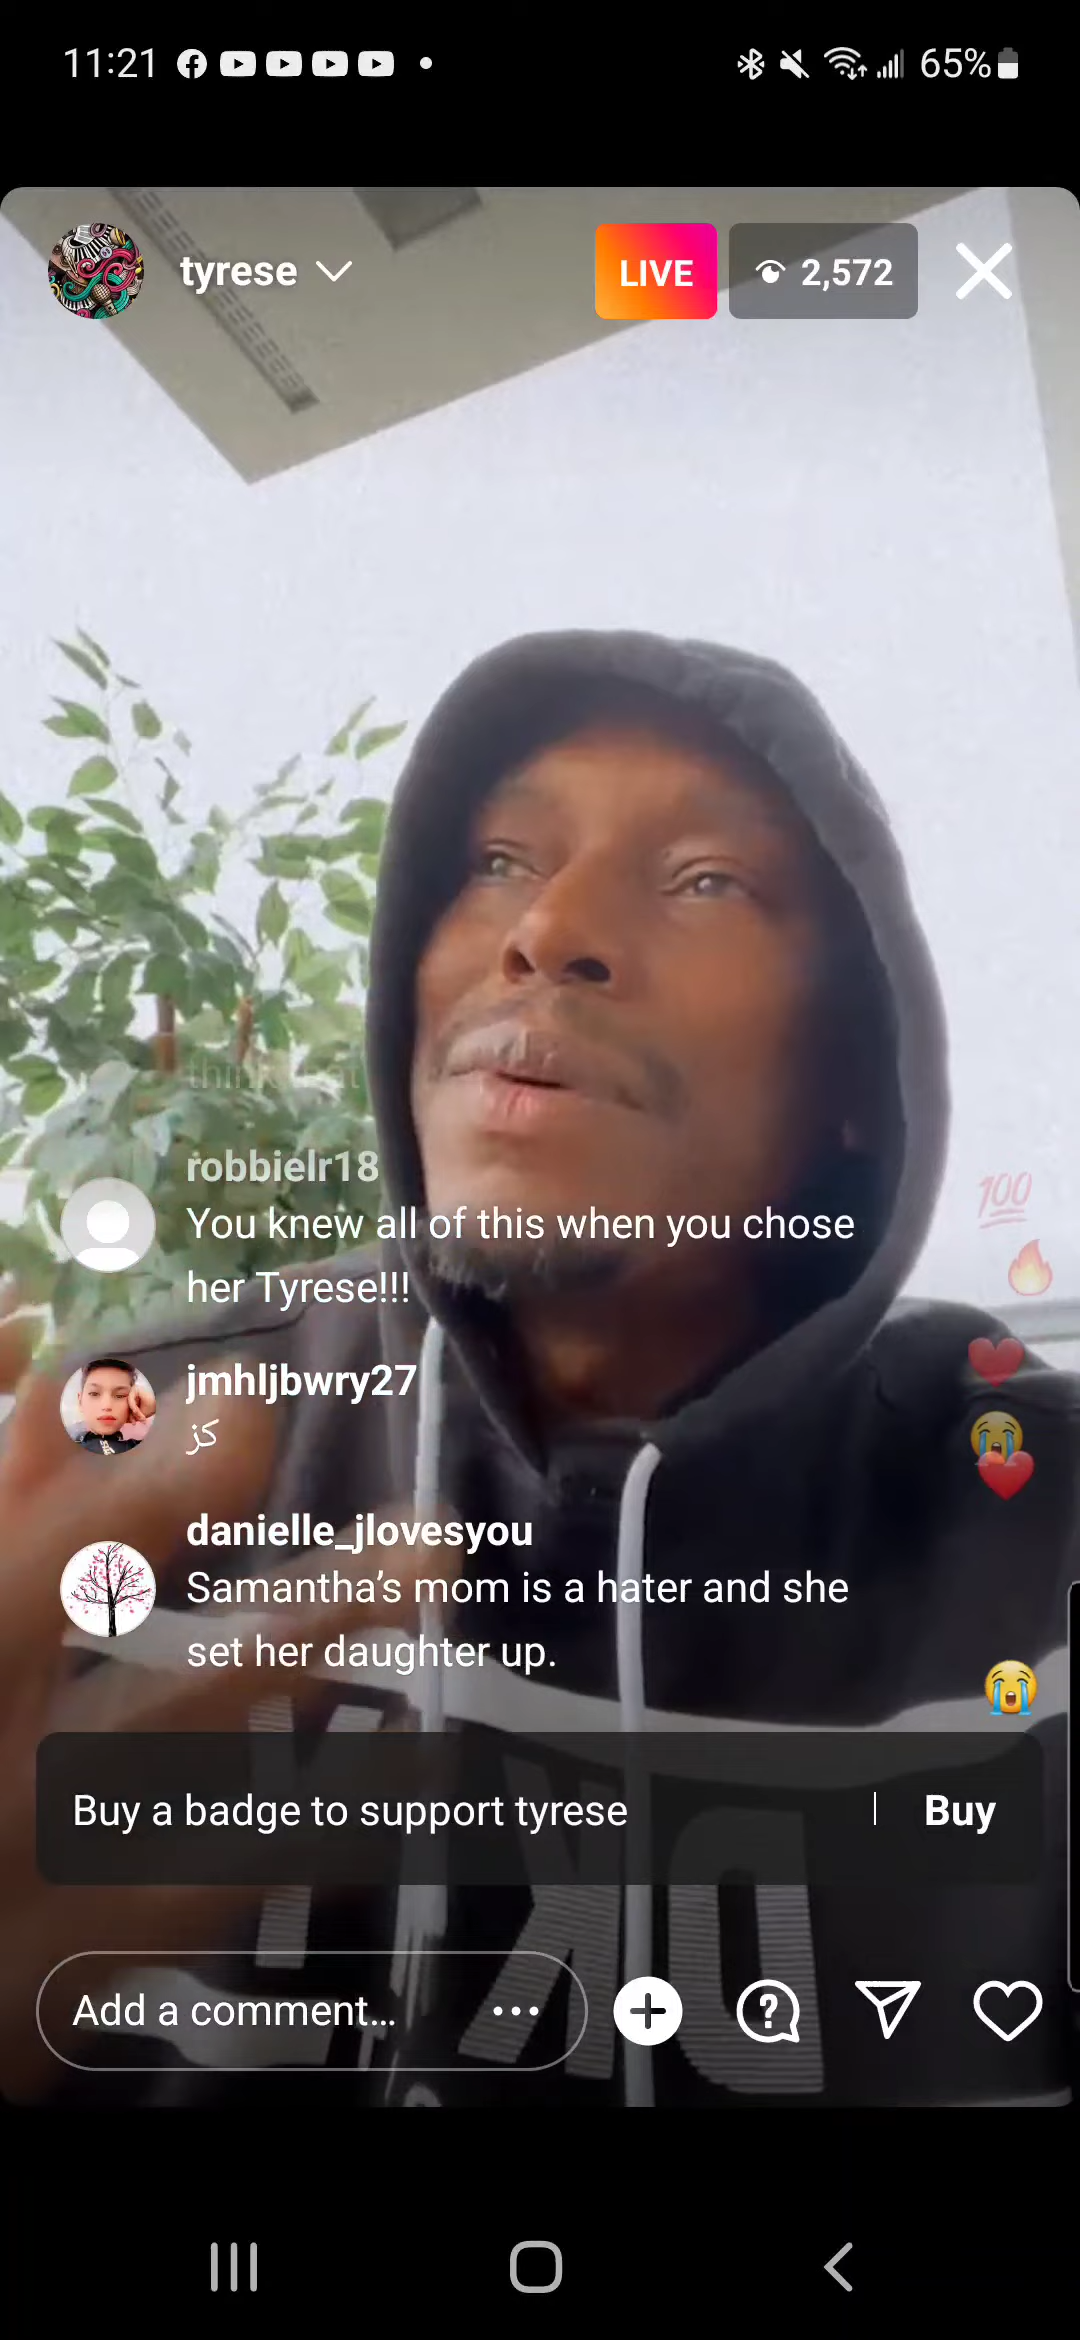 11:21
65%
tyrese
LIVE
2,572
robbielr18
You knew all of this when you chose
her Tyrese!!!
jmhljbwry27
كز
danielle_jlovesyou
Samantha’s mom is a hater and she
set her daughter up.
Buy a badge to support tyrese | Buy
Add a comment...